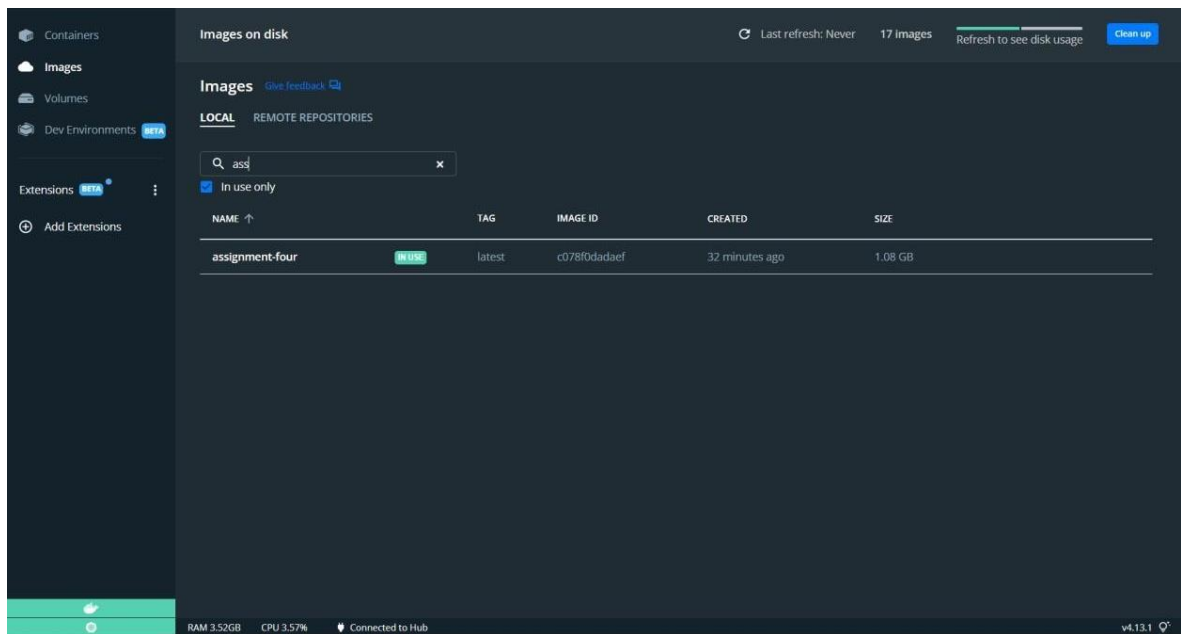 Containers
Images
Volumes
Dev Environments BETA
Extensions BETA
Add Extensions
Images on disk
Last refresh: Never
17 images
Refresh to see disk usage
Clean up
Images Give feedback
LOCAL REMOTE REPOSITORIES
ass
In use only
NAME TAG IMAGE ID CREATED SIZE
assignment-four IN USE latest c078f0dadaef 32 minutes ago 1.08 GB
RAM 3.52GB CPU 3.57% Connected to Hub v4.13.1